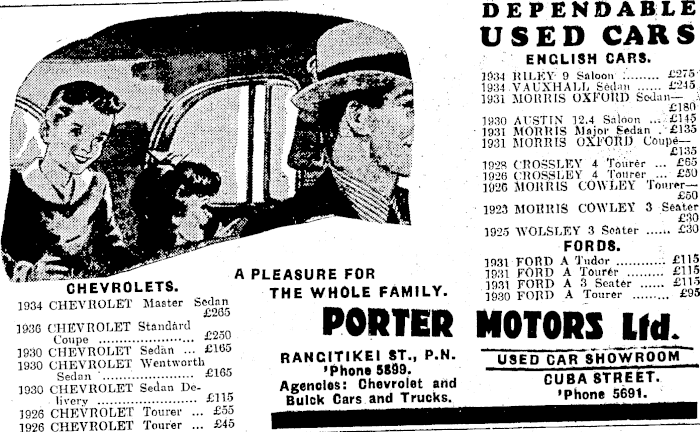 DEPENDABLE
USED CARS
ENGLISH CARS.
1934 RILEY 9 Saloon ........ £275
1934 VAUXHALL Sedan ...... £245
1931 MORRIS OXFORD Sedan—
£180
1930 AUSTIN 12.4 Saloon ... £145
1931 MORRIS Major Sedan . £135
1931 MORRIS OXFORD Coupe—
£135
1928 CROSSLEY 4 Tourer ... £65
1926 CROSSLEY 4 Tourer ... £50
1926 MORRIS COWLEY Tourer—
£50
1923 MORRIS COWLEY 3 Seater
£30
1925 WOLSLEY 3 Seater ...... £30
FORDS.
1931 FORD A Tudor ............ £115
1931 FORD A Tourer .......... £115
1931 FORD A 3 Seater ...... £115
1930 FORD A Tourer ......... £95
CHEVROLETS.
1934 CHEVROLET Master Sedan
£265
1936 CHEVROLET Standard
Coupe ...................... £250
1930 CHEVROLET Sedan ... £165
1930 CHEVROLET Wentworth
Sedan ...................... £165
1930 CHEVROLET Sedan De-
livery ....................... £115
1926 CHEVROLET Tourer ... £55
1926 CHEVROLET Tourer ... £45
A PLEASURE FOR
THE WHOLE FAMILY.
PORTER MOTORS Ltd.
RANGITIKEI ST., P.N.
'Phone 5899.
Agencies: Chevrolet and
Buick Cars and Trucks.
USED CAR SHOWROOM
CUBA STREET.
'Phone 5691.